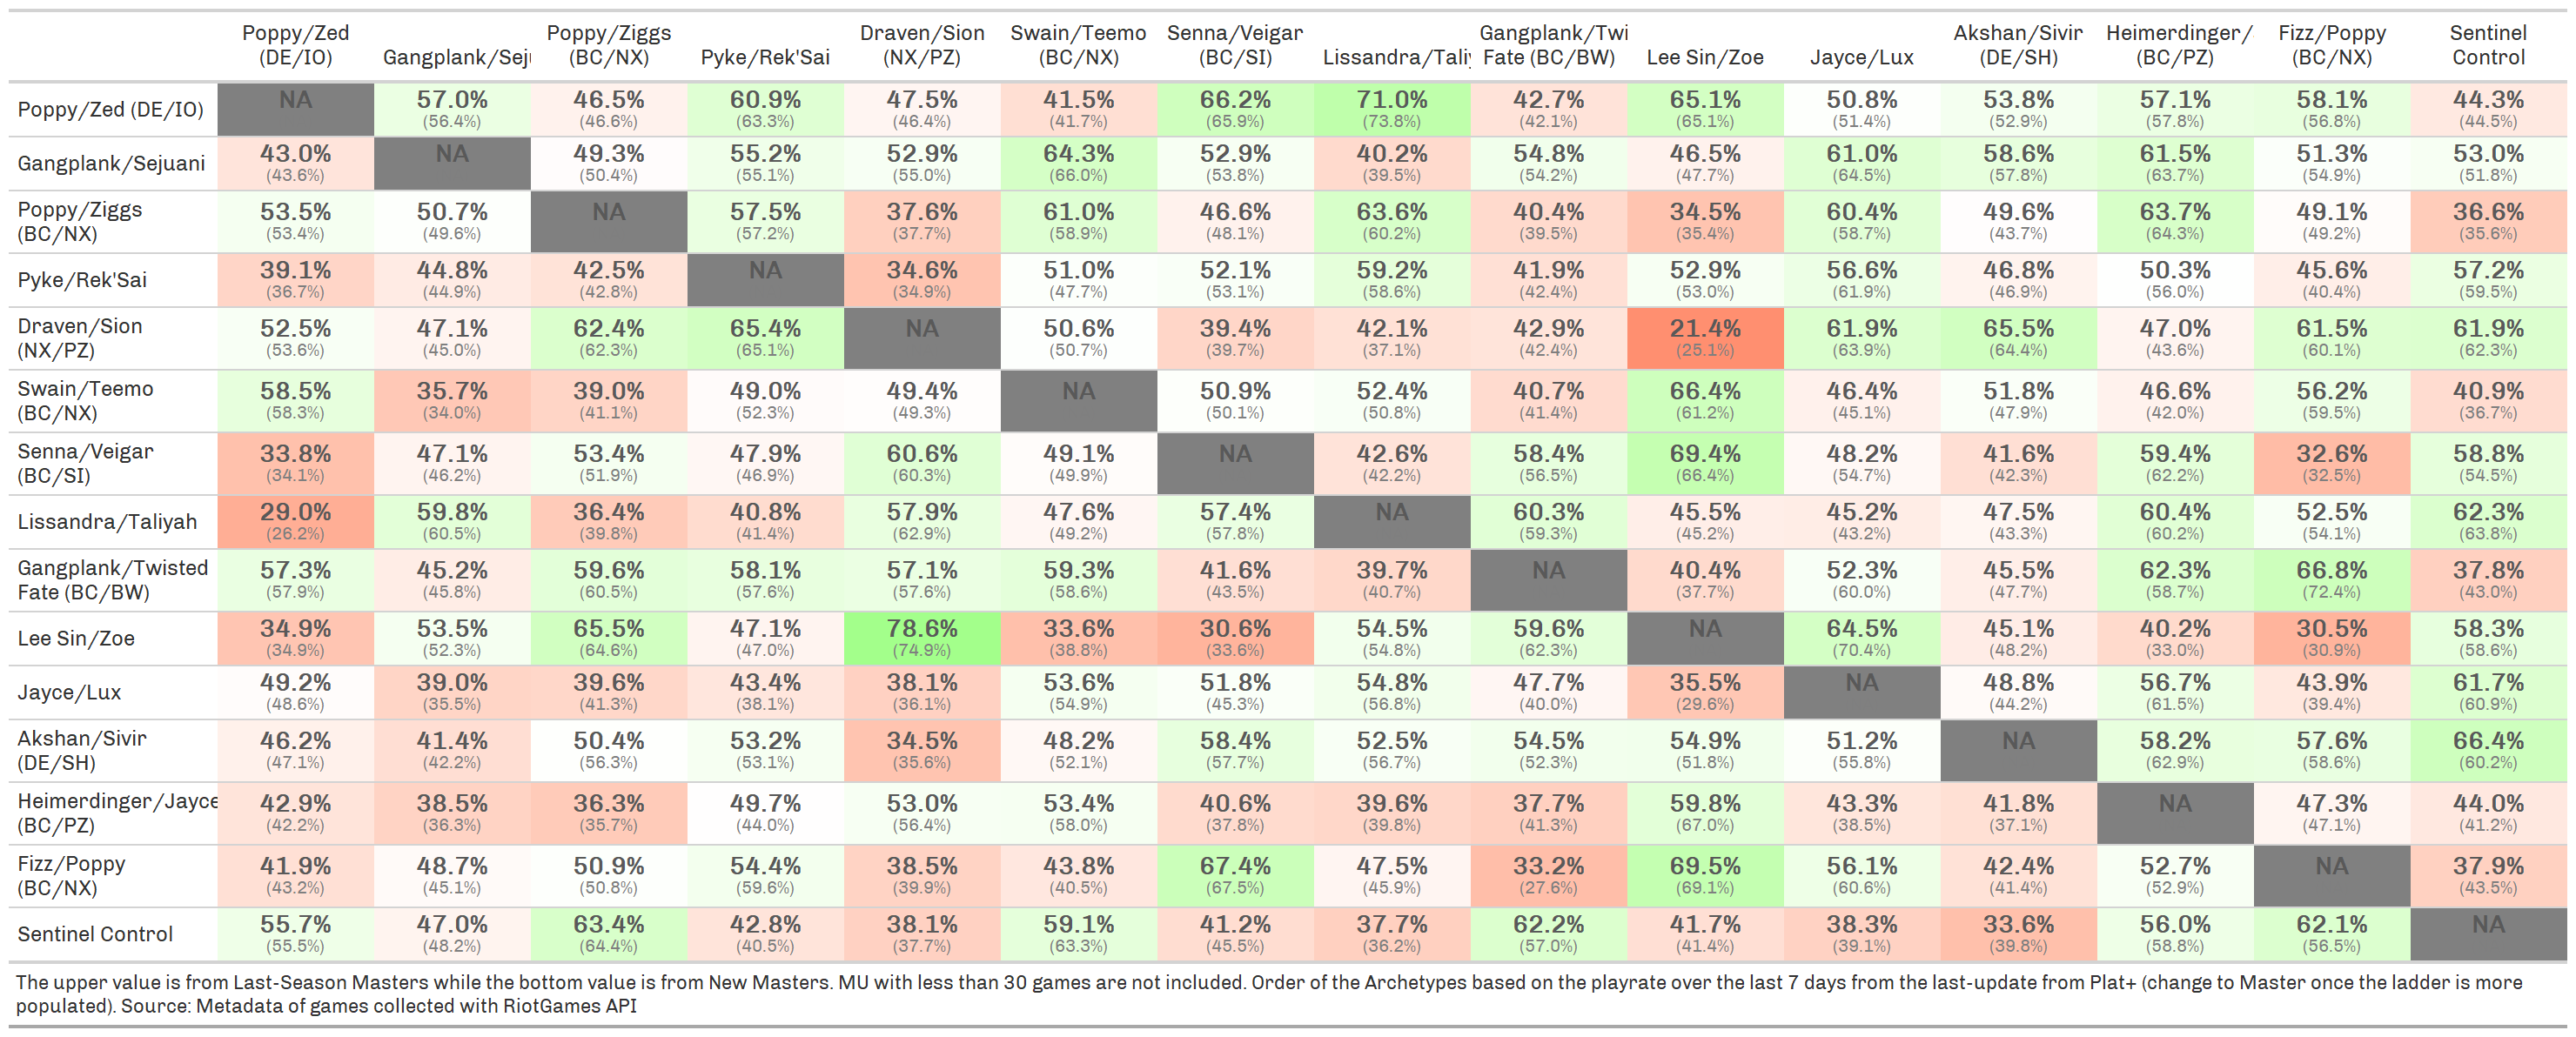 Poppy/Zed (DE/IO) Gangplank/Sej Poppy/Ziggs (BC/NX) Pyke/Rek'Sai Draven/Sion (NX/PZ) Swain/Teemo (BC/NX) Senna/Veigar (BC/SI) Lissandra/Tali Gangplank/Twi Fate (BC/BW) Lee Sin/Zoe Jayce/Lux Akshan/Sivir (DE/SH) Heimerdinger/ (BC/PZ) Fizz/Poppy (BC/NX) Sentinel Control
Poppy/Zed (DE/IO) NA 57.0% 46.5% 60.9% 47.5% 41.5% 66.2% 71.0% 42.7% 65.1% 50.8% 53.8% 57.1% 58.1% 44.3%
(56.4%) (46.6%) (63.3%) (46.4%) (41.7%) (65.9%) (73.8%) (42.1%) (65.1%) (51.4%) (52.9%) (57.8%) (56.8%) (44.5%)
Gangplank/Sejuani 43.0% NA 49.3% 55.2% 52.9% 64.3% 52.9% 40.2% 54.8% 46.5% 61.0% 58.6% 61.5% 51.3% 53.0%
(43.6%) (50.4%) (55.1%) (55.0%) (66.0%) (53.8%) (39.5%) (54.2%) (47.7%) (64.5%) (57.8%) (63.7%) (54.9%) (51.8%)
Poppy/Ziggs (BC/NX) 53.5% 50.7% NA 57.5% 37.6% 61.0% 46.6% 63.6% 40.4% 34.5% 60.4% 49.6% 63.7% 49.1% 36.6%
(53.4%) (49.6%) (57.2%) (37.7%) (58.9%) (48.1%) (60.2%) (39.5%) (35.4%) (58.7%) (43.7%) (64.3%) (49.2%) (35.6%)
Pyke/Rek'Sai 39.1% 44.8% 42.5% NA 34.6% 51.0% 52.1% 59.2% 41.9% 52.9% 56.6% 46.8% 50.3% 45.6% 57.2%
(36.7%) (44.9%) (42.8%) (34.9%) (47.7%) (53.1%) (58.6%) (42.4%) (53.0%) (61.9%) (46.9%) (56.0%) (40.4%) (59.5%)
Draven/Sion (NX/PZ) 52.5% 47.1% 62.4% 65.4% NA 50.6% 39.4% 42.1% 42.9% 21.4% 61.9% 65.5% 47.0% 61.5% 61.9%
(53.6%) (45.0%) (62.3%) (65.1%) (50.7%) (39.7%) (37.1%) (42.4%) (25.1%) (63.9%) (64.4%) (43.6%) (60.1%) (62.3%)
Swain/Teemo (BC/NX) 58.5% 35.7% 39.0% 49.0% 49.4% NA 50.9% 52.4% 40.7% 66.4% 46.4% 51.8% 46.6% 56.2% 40.9%
(58.3%) (34.0%) (41.1%) (52.3%) (49.3%) (50.1%) (50.8%) (41.4%) (61.2%) (45.1%) (47.9%) (42.0%) (59.5%) (36.7%)
Senna/Veigar (BC/SI) 33.8% 47.1% 53.4% 47.9% 60.6% 49.1% NA 42.6% 58.4% 69.4% 48.2% 41.6% 59.4% 32.6% 58.8%
(34.1%) (46.2%) (51.9%) (46.9%) (60.3%) (49.9%) (42.2%) (56.5%) (66.4%) (54.7%) (42.3%) (62.2%) (32.5%) (54.5%)
Lissandra/Taliyah 29.0% 59.8% 36.4% 40.8% 57.9% 47.6% 57.4% NA 60.3% 45.5% 45.2% 47.5% 60.4% 52.5% 62.3%
(26.2%) (60.5%) (39.8%) (41.4%) (62.9%) (49.2%) (57.8%) (59.3%) (45.2%) (43.2%) (43.3%) (60.2%) (54.1%) (63.8%)
Gangplank/Twisted Fate (BC/BW) 57.3% 45.2% 59.6% 58.1% 57.1% 59.3% 41.6% 39.7% NA 40.4% 52.3% 45.5% 62.3% 66.8% 37.8%
(57.9%) (45.8%) (60.5%) (57.6%) (57.6%) (58.6%) (43.5%) (40.7%) (37.7%) (60.0%) (47.7%) (58.7%) (72.4%) (43.0%)
Lee Sin/Zoe 34.9% 53.5% 65.5% 47.1% 78.6% 33.6% 30.6% 54.5% 59.6% NA 64.5% 45.1% 40.2% 30.5% 58.3%
(34.9%) (52.3%) (64.6%) (47.0%) (74.9%) (38.8%) (33.6%) (54.8%) (62.3%) (70.4%) (48.2%) (33.0%) (30.9%) (58.6%)
Jayce/Lux 49.2% 39.0% 39.6% 43.4% 38.1% 53.6% 51.8% 54.8% 47.7% 35.5% NA 48.8% 56.7% 43.9% 61.7%
(48.6%) (35.5%) (41.3%) (38.1%) (36.1%) (54.9%) (45.3%) (56.8%) (40.0%) (29.6%) (44.2%) (61.5%) (39.4%) (60.9%)
Akshan/Sivir (DE/SH) 46.2% 41.4% 50.4% 53.2% 34.5% 48.2% 58.4% 52.5% 54.5% 54.9% 51.2% NA 58.2% 57.6% 66.4%
(47.1%) (42.2%) (56.3%) (53.1%) (35.6%) (52.1%) (57.7%) (56.7%) (52.3%) (51.8%) (55.8%) (62.9%) (58.6%) (60.2%)
Heimerdinger/Jayce (BC/PZ) 42.9% 38.5% 36.3% 49.7% 53.0% 53.4% 40.6% 39.6% 37.7% 59.8% 43.3% 41.8% NA 47.3% 44.0%
(42.2%) (36.3%) (35.7%) (44.0%) (56.4%) (58.0%) (37.8%) (39.8%) (41.3%) (67.0%) (38.5%) (37.1%) (47.1%) (41.2%)
Fizz/Poppy (BC/NX) 41.9% 48.7% 50.9% 54.4% 38.5% 43.8% 67.4% 47.5% 33.2% 69.5% 56.1% 42.4% 52.7% NA 37.9%
(43.2%) (45.1%) (50.8%) (59.6%) (39.9%) (40.5%) (67.5%) (45.9%) (27.6%) (69.1%) (60.6%) (41.4%) (52.9%) (43.5%)
Sentinel Control 55.7% 47.0% 63.4% 42.8% 38.1% 59.1% 41.2% 37.7% 62.2% 41.7% 38.3% 33.6% 56.0% 62.1% NA
(55.5%) (48.2%) (64.4%) (40.5%) (37.7%) (63.3%) (45.5%) (36.2%) (57.0%) (41.4%) (39.1%) (39.8%) (58.8%) (56.5%)
The upper value is from Last-Season Masters while the bottom value is from New Masters. MU with less than 30 games are not included. Order of the Archetypes based on the playrate over the last 7 days from the last-update from Plat+ (change to Master once the ladder is more
populated). Source: Metadata of games collected with RiotGames API